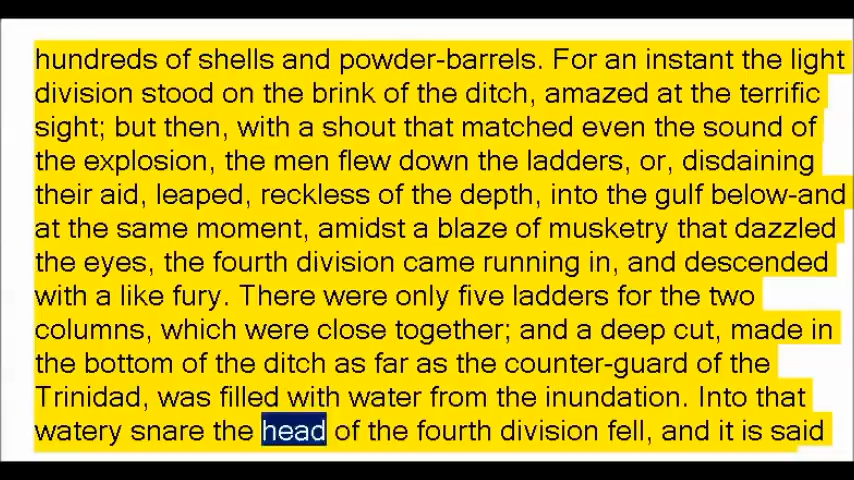 hundreds of shells and powder-barrels. For an instant the light
division stood on the brink of the ditch, amazed at the terrific
sight; but then, with a shout that matched even the sound of
the explosion, the men flew down the ladders, or, disdaining
their aid, leaped, reckless of the depth, into the gulf below-and
at the same moment, amidst a blaze of musketry that dazzled
the eyes, the fourth division came running in, and descended
with a like fury. There were only five ladders for the two
columns, which were close together; and a deep cut, made in
the bottom of the ditch as far as the counter-guard of the
Trinidad, was filled with water from the inundation. Into that
watery snare the head of the fourth division fell, and it is said